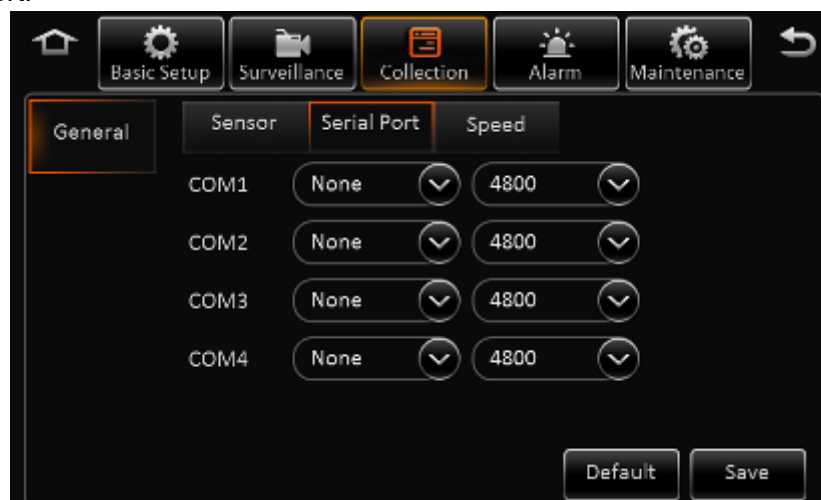 Basic Setup Surveillance Collection Alarm Maintenance
General Sensor Serial Port Speed
COM1 None 4800
COM2 None 4800
COM3 None 4800
COM4 None 4800
Default Save